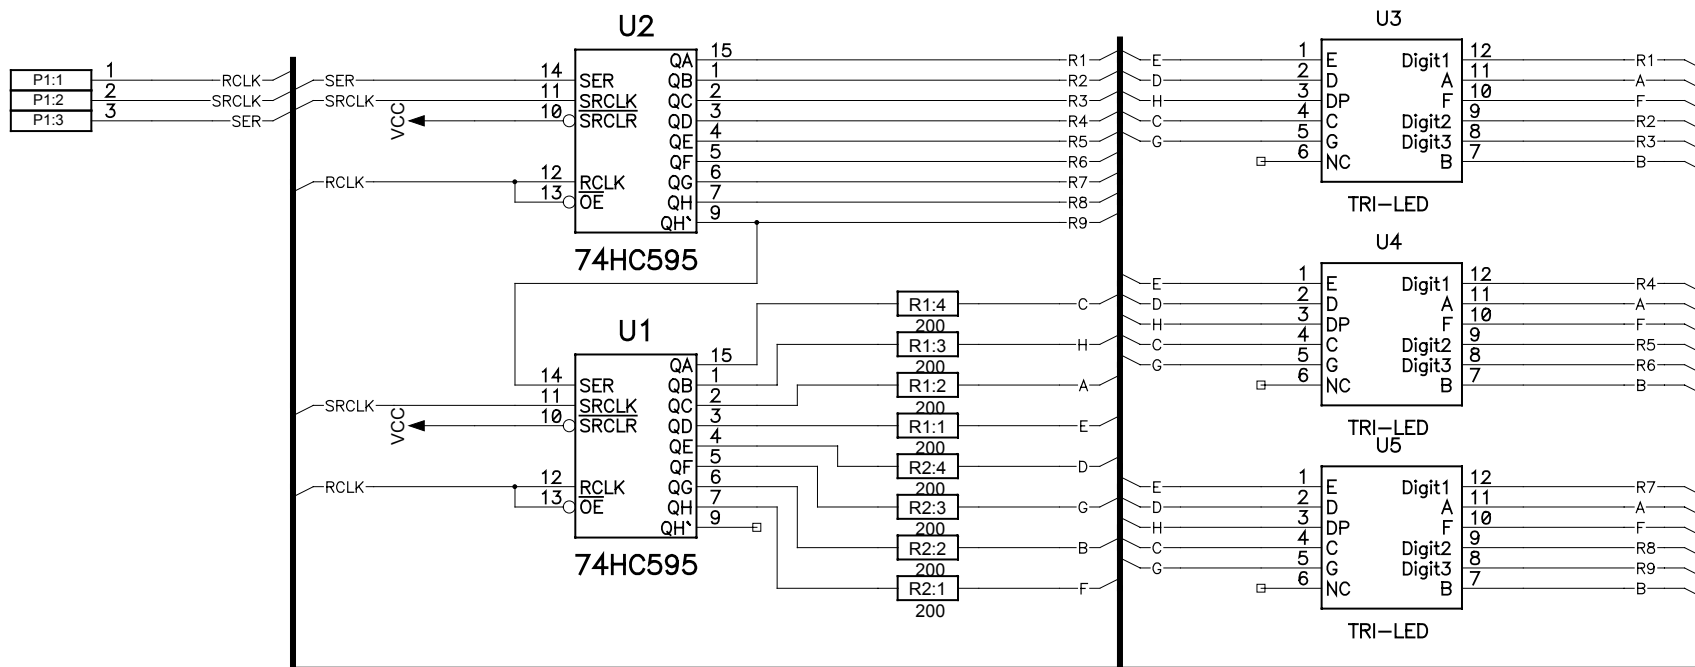 P1:1 1 RCLK
P1:2 2 SRCLK
P1:3 3 SER
U2
SER 14 SER QA 15 R1
QB 1 R2
SRCLK 11 SRCLK QC 2 R3
VCC 10 SRCLR QD 3 R4
QE 4 R5
QF 5 R6
RCLK 12 RCLK QG 6 R7
13 OE QH 7 R8
QH` 9 R9
74HC595
U1
QA 15 R1:4 200 C
SER 14 QB 1 R1:3 200 H
SRCLK 11 SRCLK QC 2 R1:2 200 A
VCC 10 SRCLR QD 3 R1:1 200 E
QE 4 R2:4 200 D
QF 5 R2:3 200 G
RCLK 12 RCLK QG 6 R2:2 200 B
13 OE QH 7 R2:1 200 F
QH` 9
74HC595
U3
E 1 E Digit1 12 R1
D 2 D A 11 A
H 3 DP F 10 F
C 4 C Digit2 9 R2
G 5 G Digit3 8 R3
6 NC B 7 B
TRI-LED
U4
E 1 E Digit1 12 R4
D 2 D A 11 A
H 3 DP F 10 F
C 4 C Digit2 9 R5
G 5 G Digit3 8 R6
6 NC B 7 B
TRI-LED
U5
E 1 E Digit1 12 R7
D 2 D A 11 A
H 3 DP F 10 F
C 4 C Digit2 9 R8
G 5 G Digit3 8 R9
6 NC B 7 B
TRI-LED